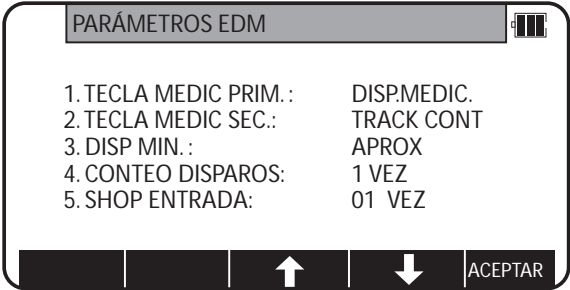 PARÁMETROS EDM
1. TECLA MEDIC PRIM. : DISP.MEDIC.
2. TECLA MEDIC SEC.: TRACK CONT
3. DISP MIN. : APROX
4. CONTEO DISPAROS: 1 VEZ
5. SHOP ENTRADA: 01 VEZ
ACEPTAR